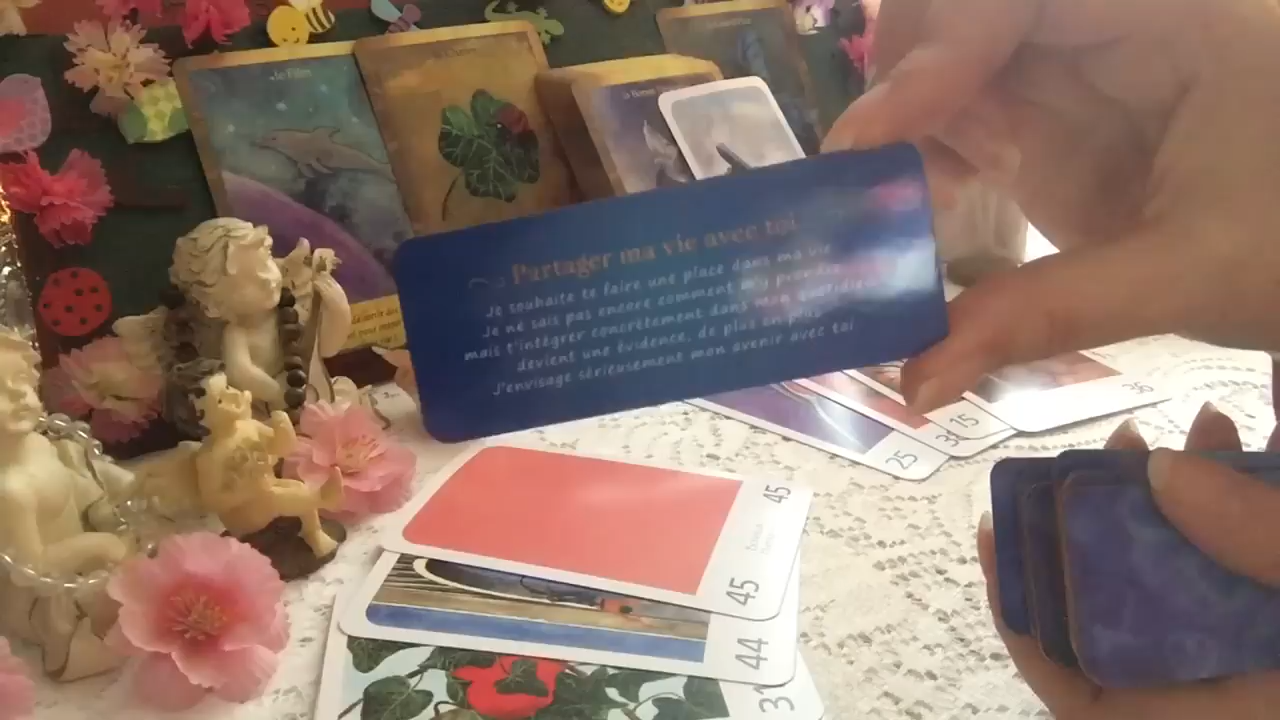 Partager ma vie avec toi
Je souhaite te faire une place dans ma vie
Je ne sais pas encore comment m'y prendre
mais t'intégrer concrètement dans mon quotidien
devient une évidence, de plus en plus
J'envisage sérieusement mon avenir avec toi
25
15
36
45
45
44